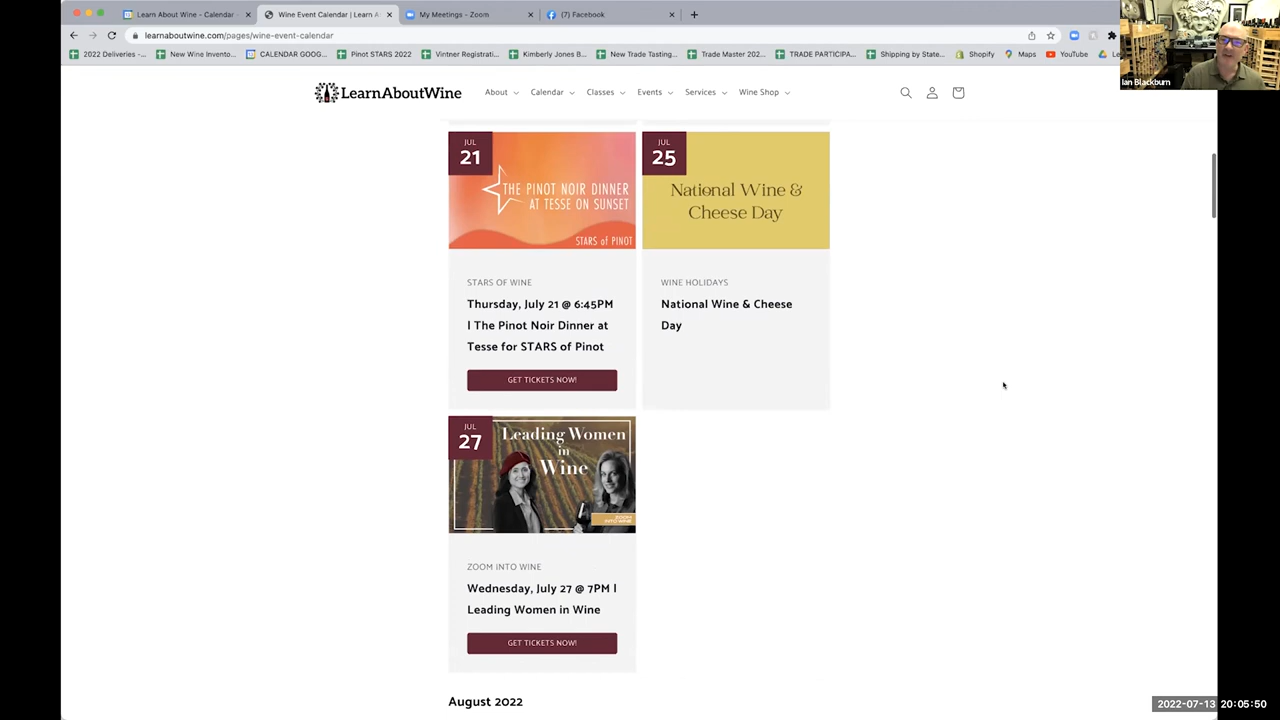 Learn About Wine - Calendar -
Wine Event Calendar | Learn A
My Meetings - Zoom
(7) Facebook
learnaboutwine.com/pages/wine-event-calendar
2022 Deliveries -...
New Wine Invento...
CALENDAR GOOG...
Pinot STARS 2022
Vintner Registrati...
Kimberly Jones B...
New Trade Tasting...
Trade Master 202...
TRADE PARTICIPA...
Shipping by State...
Shopify
Maps
YouTube
Ian Blackburn
LearnAboutWine
About
Calendar
Classes
Events
Services
Wine Shop
JUL
21
THE PINOT NOIR DINNER
AT TESSE ON SUNSET
STARS of PINOT
JUL
25
National Wine &
Cheese Day
STARS OF WINE
Thursday, July 21 @ 6:45PM
| The Pinot Noir Dinner at
Tesse for STARS of Pinot
GET TICKETS NOW!
WINE HOLIDAYS
National Wine & Cheese
Day
JUL
27
Leading Women
in
Wine
ZOOM
INTO WINE
ZOOM INTO WINE
Wednesday, July 27 @ 7PM |
Leading Women in Wine
GET TICKETS NOW!
August 2022
2022-07-13 20:05:50